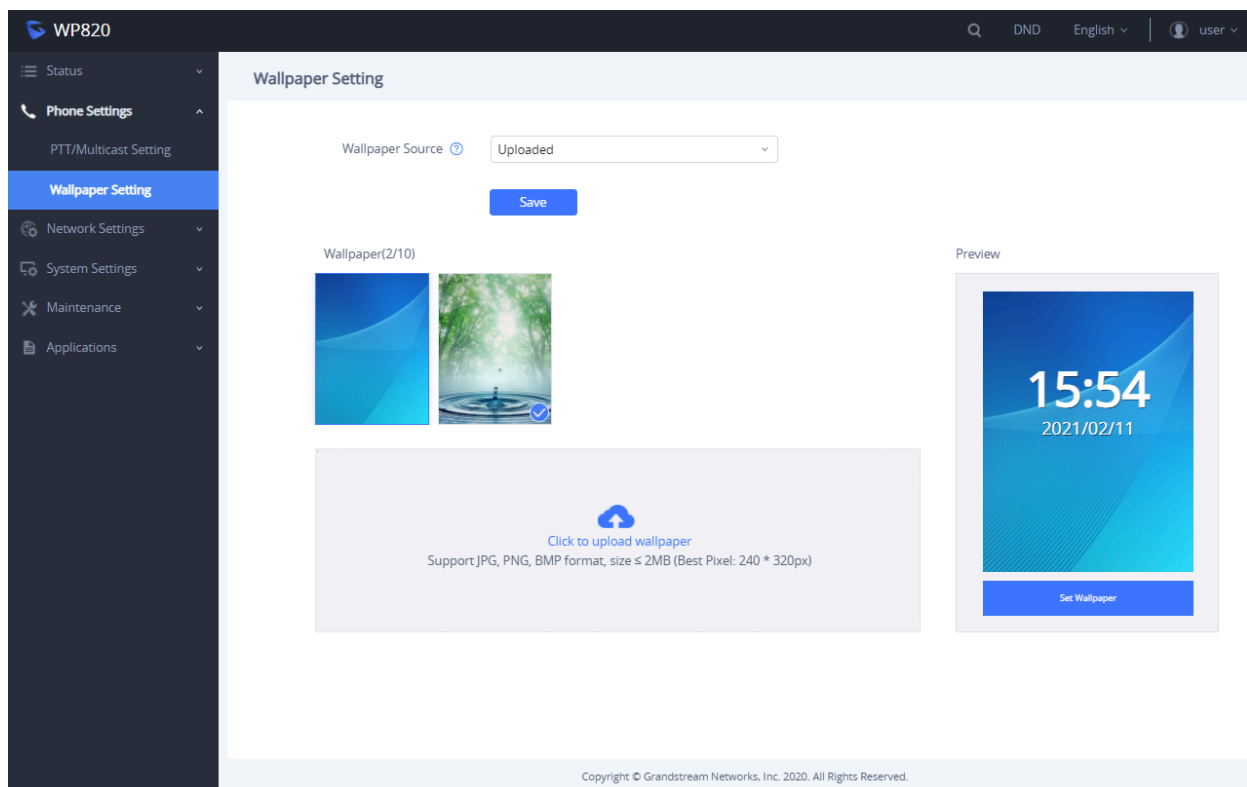 WP820
DND
English
user
Status
Phone Settings
PTT/Multicast Setting
Wallpaper Setting
Network Settings
System Settings
Maintenance
Applications
Wallpaper Setting
Wallpaper Source ?
Uploaded
Save
Wallpaper(2/10)
Click to upload wallpaper
Support JPG, PNG, BMP format, size ≤ 2MB (Best Pixel: 240 * 320px)
Preview
15:54
2021/02/11
Set Wallpaper
Copyright © Grandstream Networks, Inc. 2020. All Rights Reserved.